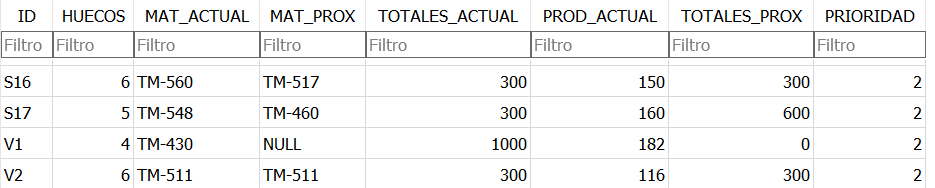 ID HUECOS MAT_ACTUAL MAT_PROX TOTALES_ACTUAL PROD_ACTUAL TOTALES_PROX PRIORIDAD
Filtro Filtro Filtro Filtro Filtro Filtro Filtro Filtro
S16 6 TM-560 TM-517 300 150 300 2
S17 5 TM-548 TM-460 300 160 600 2
V1 4 TM-430 NULL 1000 182 0 2
V2 6 TM-511 TM-511 300 116 300 2